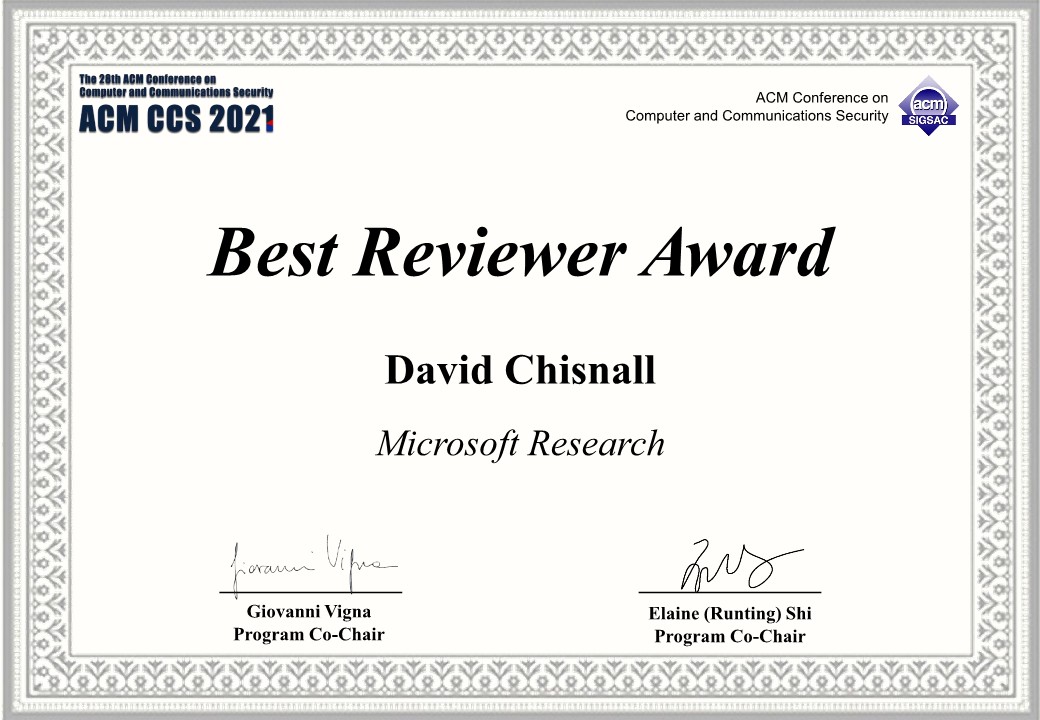 The 28th ACM Conference on
Computer and Communications Security
ACM CCS 2021
ACM Conference on
Computer and Communications Security
acm
SIGSAC
Best Reviewer Award
David Chisnall
Microsoft Research
Giovanni Vigna
Giovanni Vigna
Program Co-Chair
Elaine (Runting) Shi
Program Co-Chair